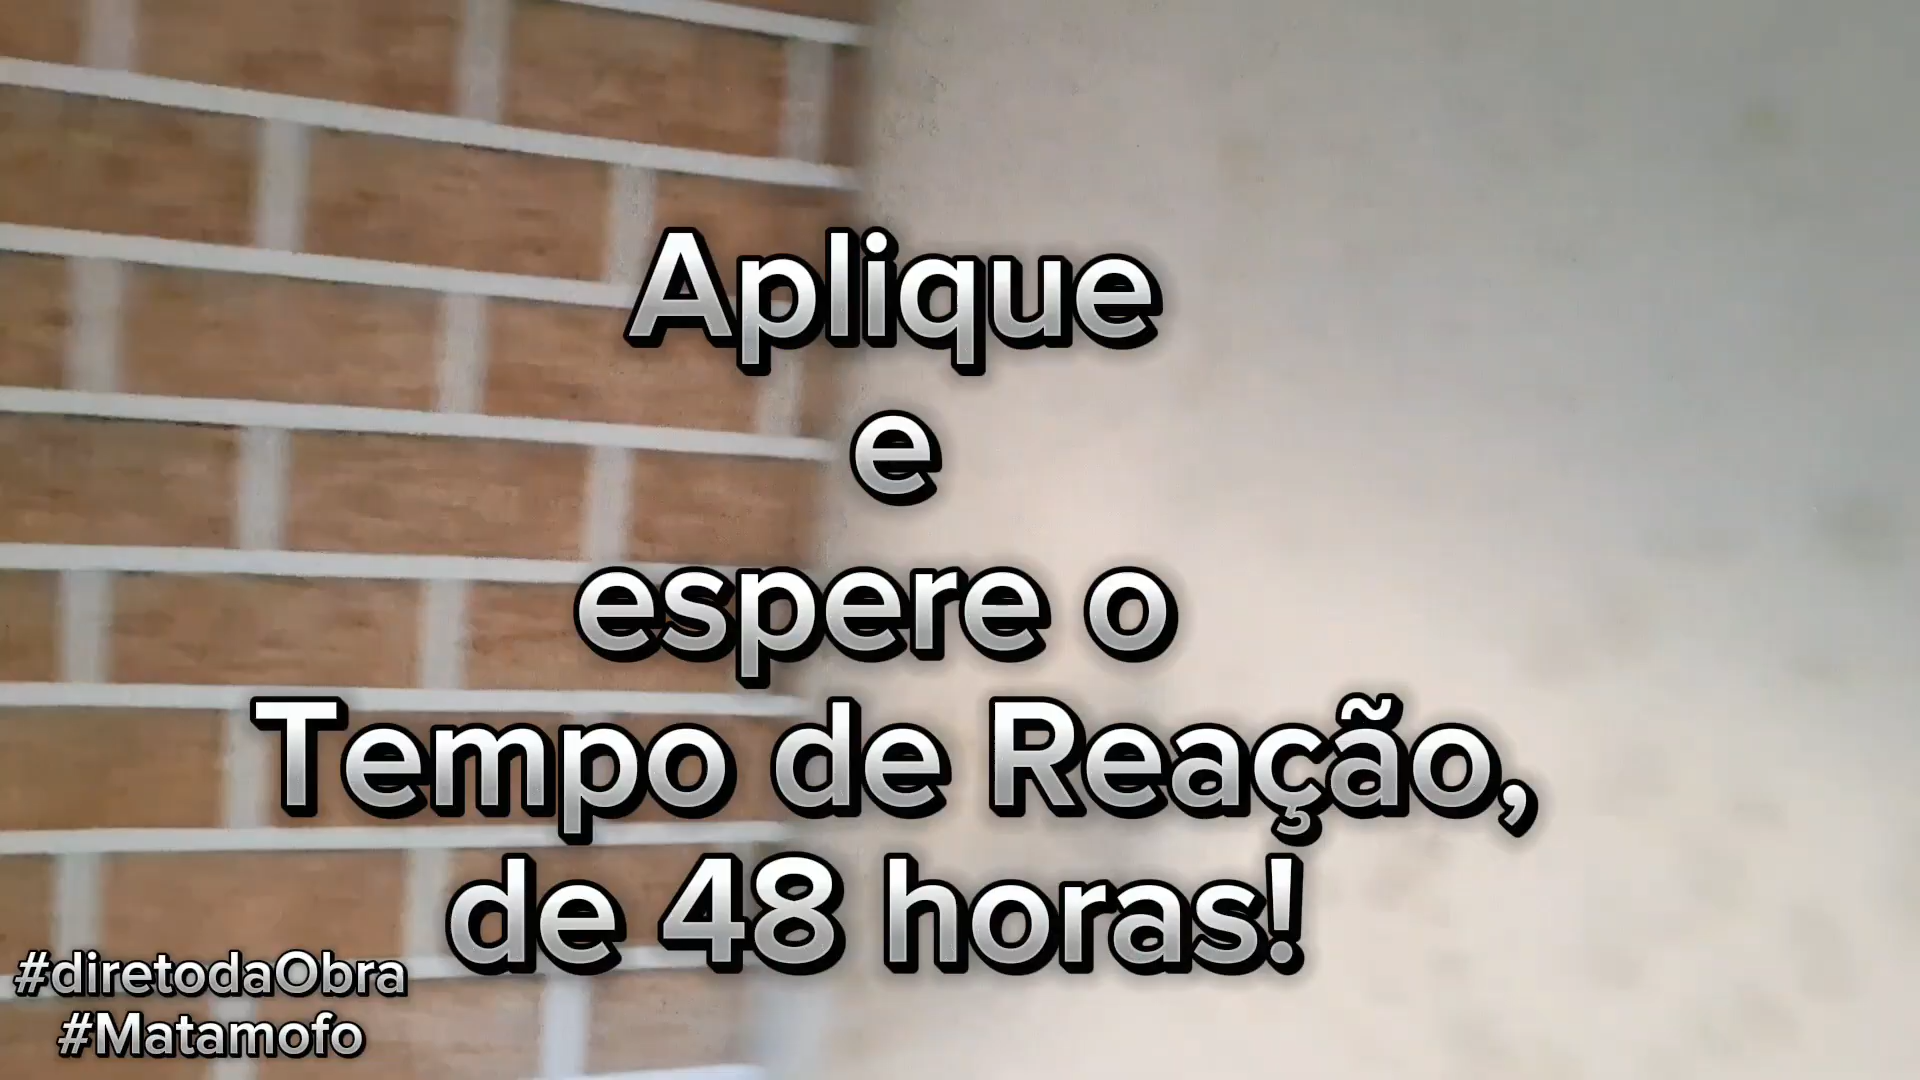 Aplique
e
espere o
Tempo de Reação,
de 48 horas!
#diretodaObra
#Matamofo